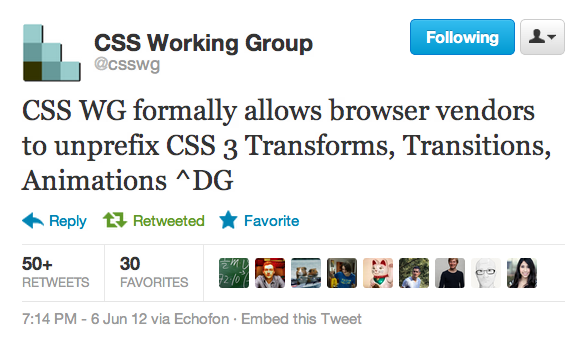 CSS Working Group
@csswg
Following
CSS WG formally allows browser vendors
to unprefix CSS 3 Transforms, Transitions,
Animations ^DG
Reply Retweeted Favorite
50+ 30
RETWEETS FAVORITES
7:14 PM - 6 Jun 12 via Echofon · Embed this Tweet